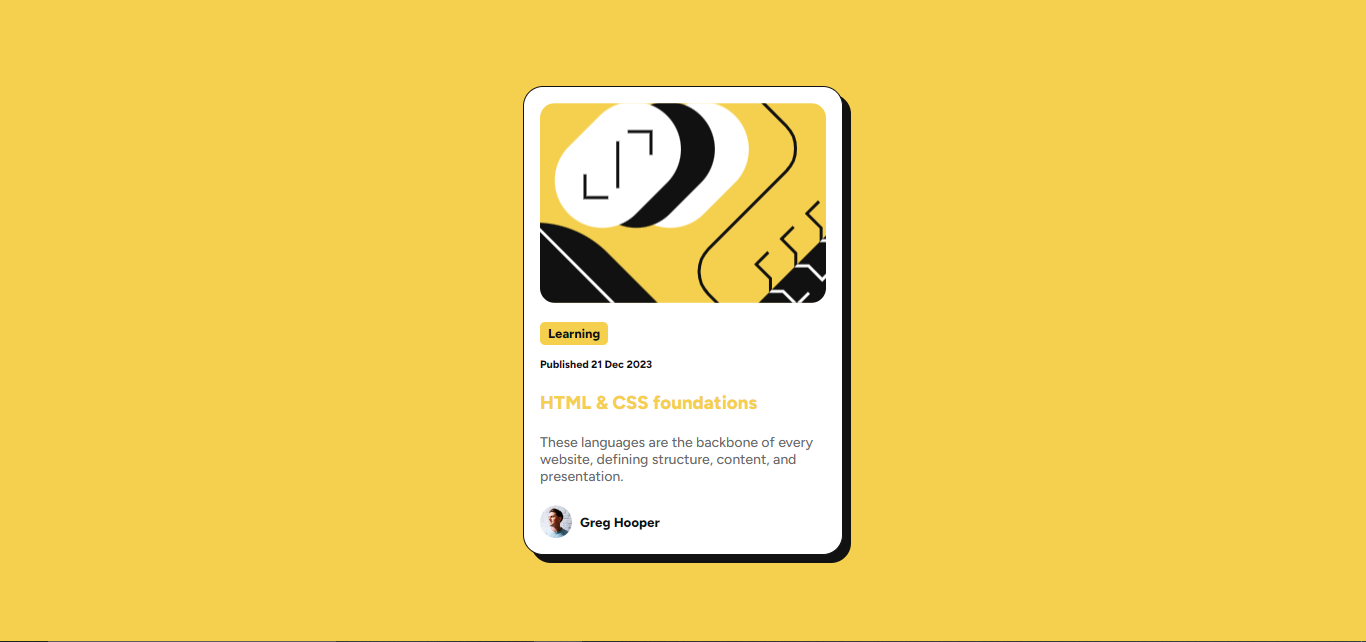 Learning
Published 21 Dec 2023
HTML & CSS foundations
These languages are the backbone of every
website, defining structure, content, and
presentation.
Greg Hooper